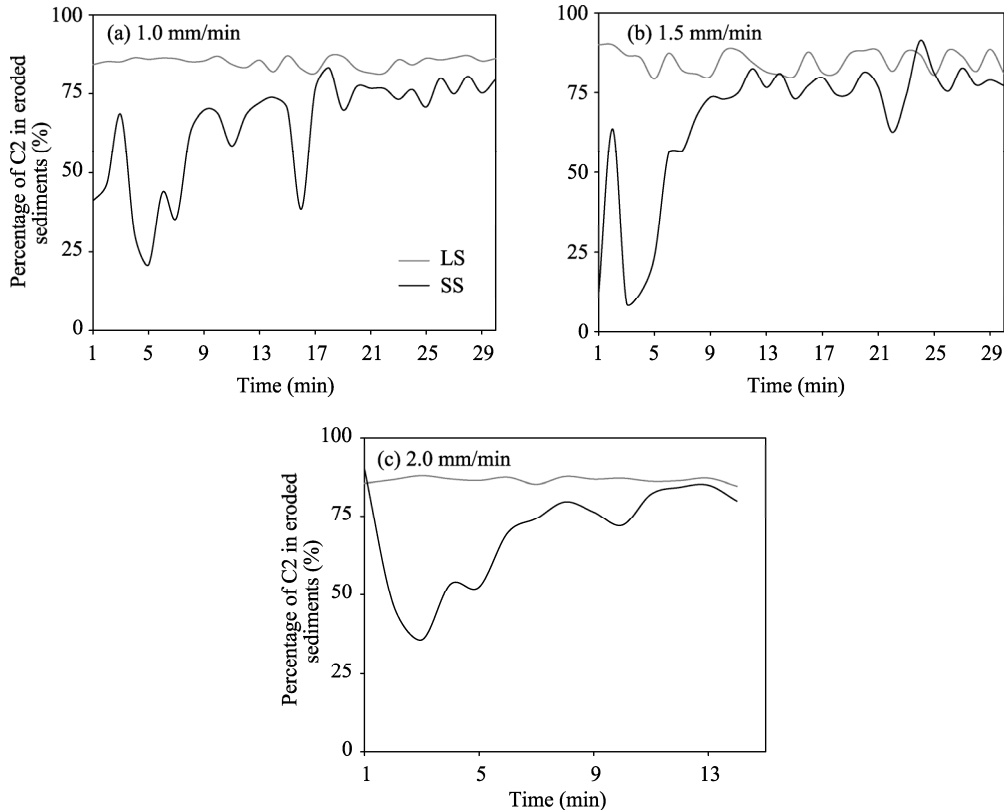 (a) 1.0 mm/min
Percentage of C2 in eroded
sediments (%)
100
75
50
25
0
LS
SS
1 5 9 13 17 21 25 29
Time (min)
(b) 1.5 mm/min
100
75
50
25
0
1 5 9 13 17 21 25 29
Time (min)
(c) 2.0 mm/min
Percentage of C2 in eroded
sediments (%)
100
75
50
25
0
1 5 9 13
Time (min)